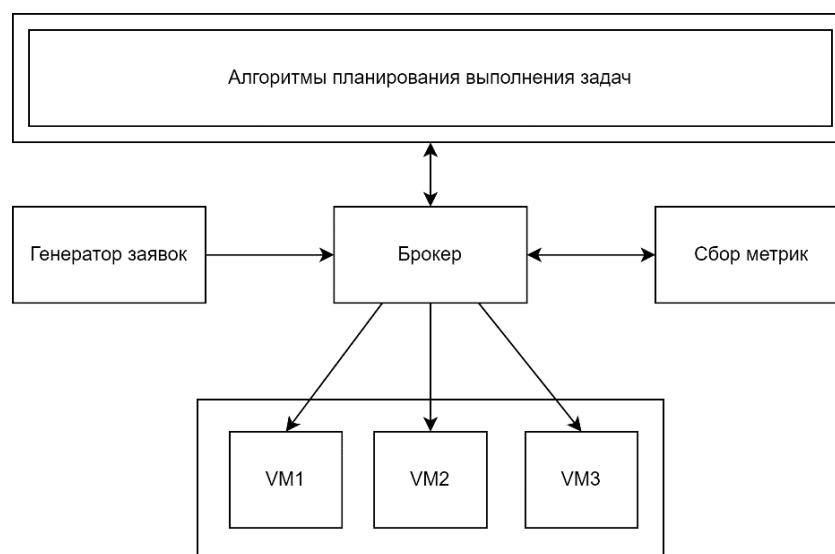 Алгоритмы планирования выполнения задач
Генератор заявок
Брокер
Сбор метрик
VM1
VM2
VM3